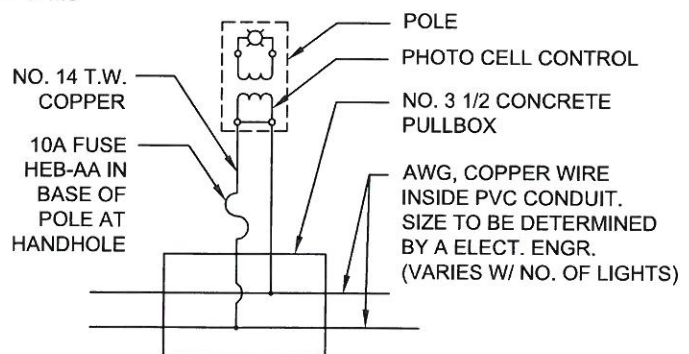 POLE
PHOTO CELL CONTROL
NO. 14 T.W.
COPPER
NO. 3 1/2 CONCRETE
PULLBOX
10A FUSE
HEB-AA IN
BASE OF
POLE AT
HANDHOLE
AWG, COPPER WIRE
INSIDE PVC CONDUIT.
SIZE TO BE DETERMINED
BY A ELECT. ENGR.
(VARIES W/ NO. OF LIGHTS)